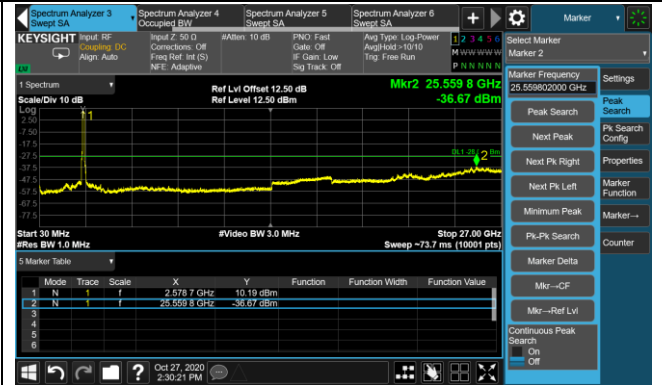 Spectrum Analyzer 3
Swept SA
Spectrum Analyzer 4
Occupied BW
Spectrum Analyzer 5
Swept SA
Spectrum Analyzer 6
Swept SA
+
Marker
KEYSIGHT
Input: RF
Coupling: DC
Align: Auto
Input Z: 50 Ω
Corrections: Off
Freq Ref: Int (S)
NFE: Adaptive
#Atten: 10 dB
PNO: Fast
Gate: Off
IF Gain: Low
Sig Track: Off
Avg Type: Log-Power
Avg|Hold:>10/10
Trig: Free Run
1 2 3 4 5 6
M W W W W W
P N N N N N
Select Marker
Marker 2
1 Spectrum
Scale/Div 10 dB
Log
Ref Lvl Offset 12.50 dB
Ref Level 12.50 dBm
Mkr2 25.559 8 GHz
-36.67 dBm
2.50
-7.50
-17.5
-27.5
-37.5
-47.5
-57.5
-67.5
-77.5
1
2
Start 30 MHz
#Res BW 1.0 MHz
#Video BW 3.0 MHz
Stop 27.00 GHz
Sweep ~73.7 ms (10001 pts)
5 Marker Table
Mode Trace Scale X Y Function Function Width Function Value
1 N 1 f 2.578 7 GHz 10.19 dBm
2 N 1 f 25.559 8 GHz -36.67 dBm
3
4
5
6
Marker Frequency
25.559802000 GHz
Peak Search
Next Peak
Next Pk Right
Next Pk Left
Minimum Peak
Pk-Pk Search
Marker Delta
Mkr→CF
Mkr→Ref Lvl
Continuous Peak
Search
On
Off
Settings
Peak
Search
Pk Search
Config
Properties
Marker
Function
Marker→
Counter
?
Oct 27, 2020
2:30:21 PM